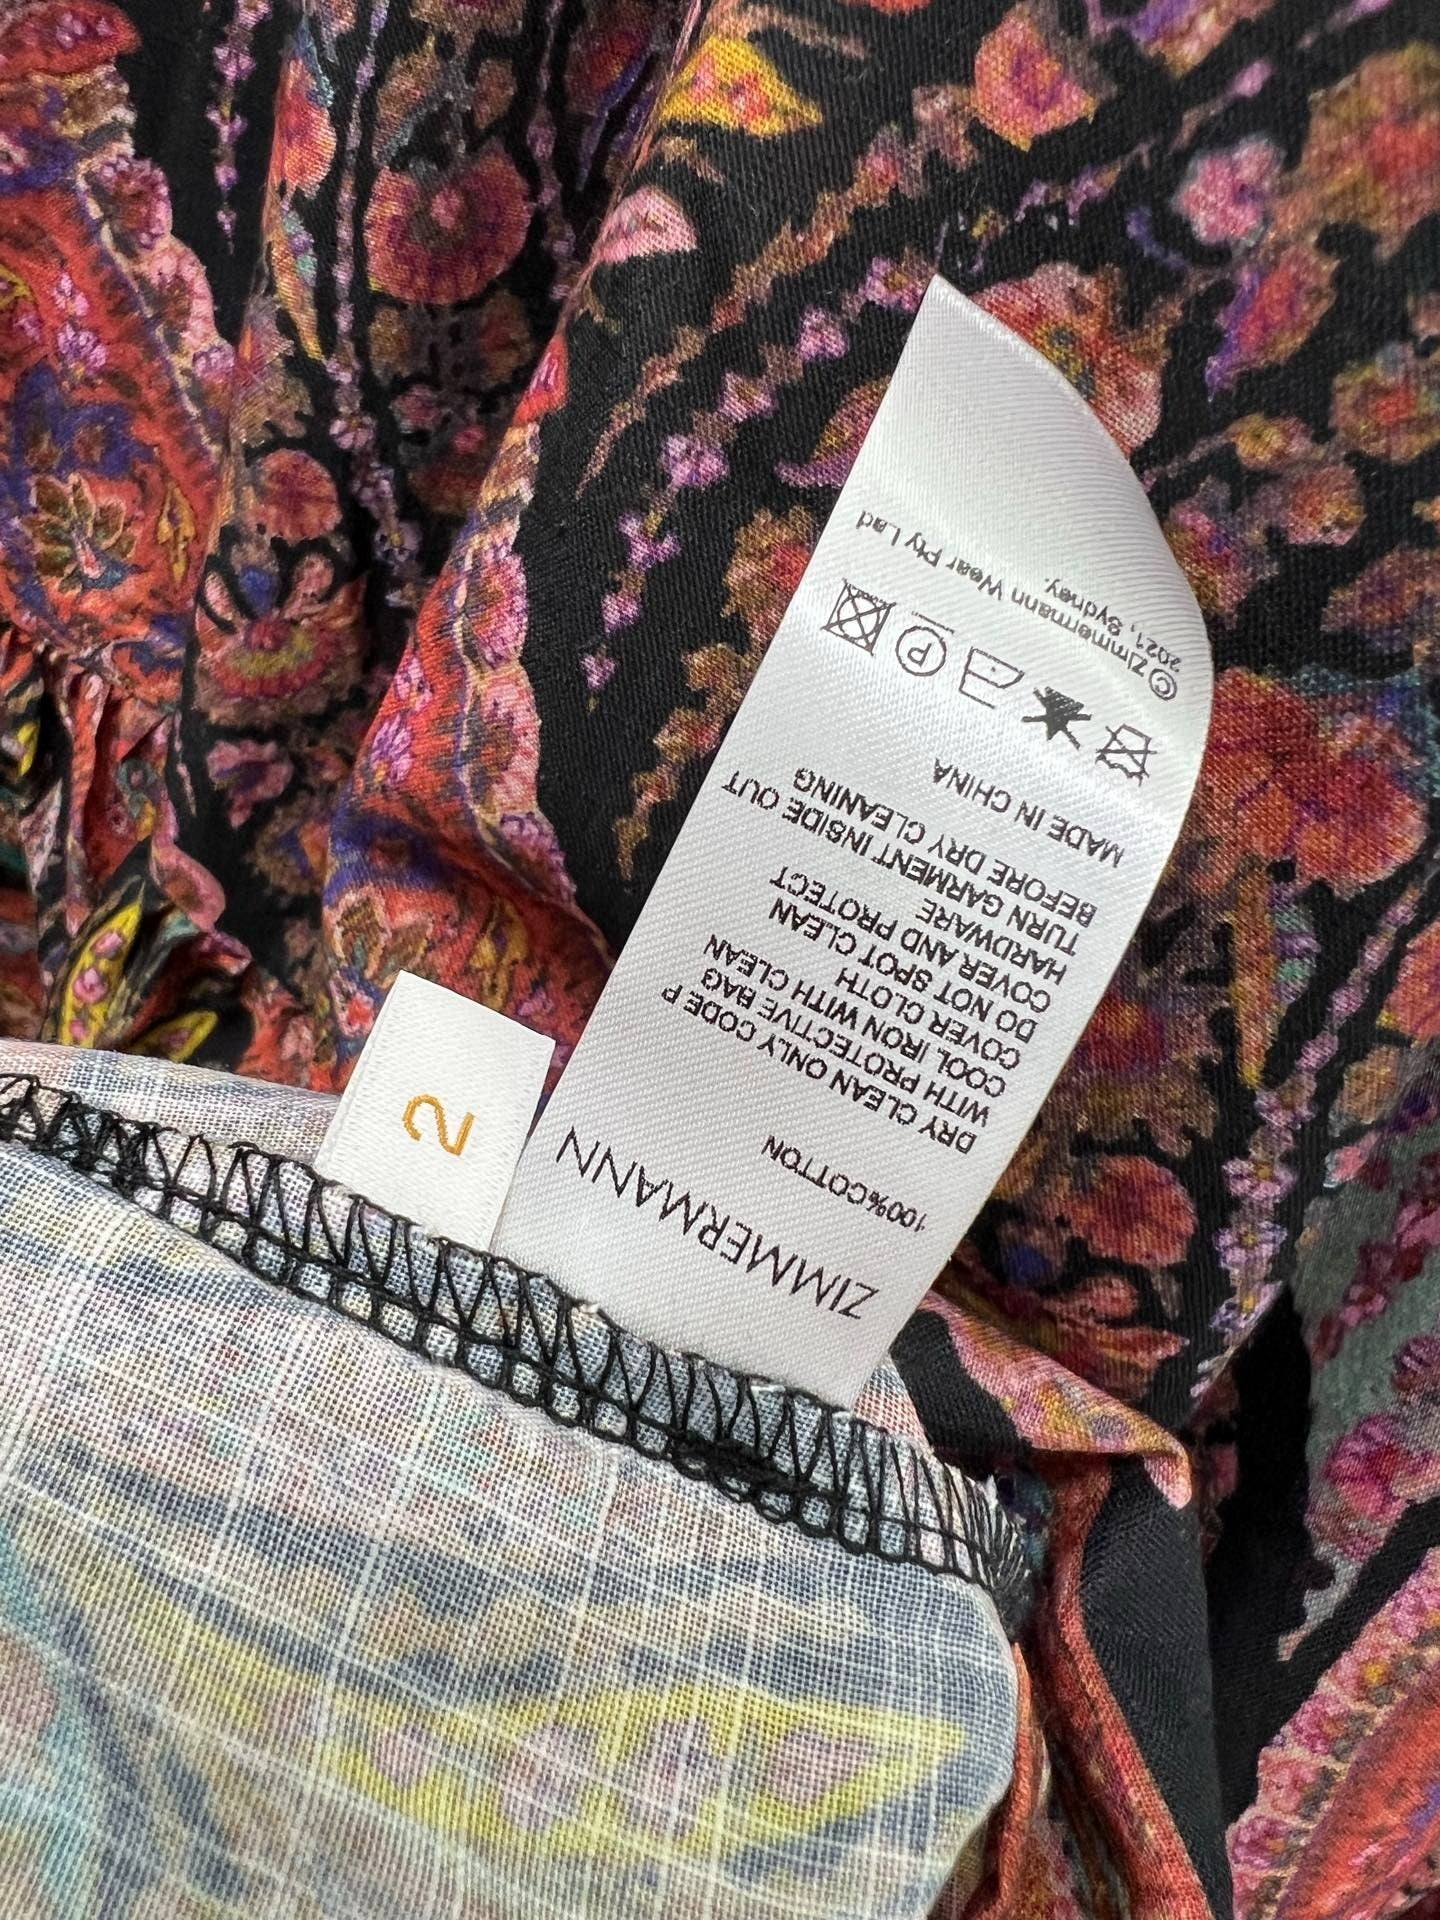 ZIMMERMANN
100%COTTON
DRY CLEAN ONLY CODE P
WITH PROTECTIVE BAG
COOL IRON WITH CLEAN
COVER CLOTH
DO NOT SPOT CLEAN
COVER AND PROTECT
HARDWARE
TURN GARMENT INSIDE OUT
BEFORE DRY CLEANING
MADE IN CHINA
P
© Zimmermann Wear Pty Lad
2021, Sydney.
2